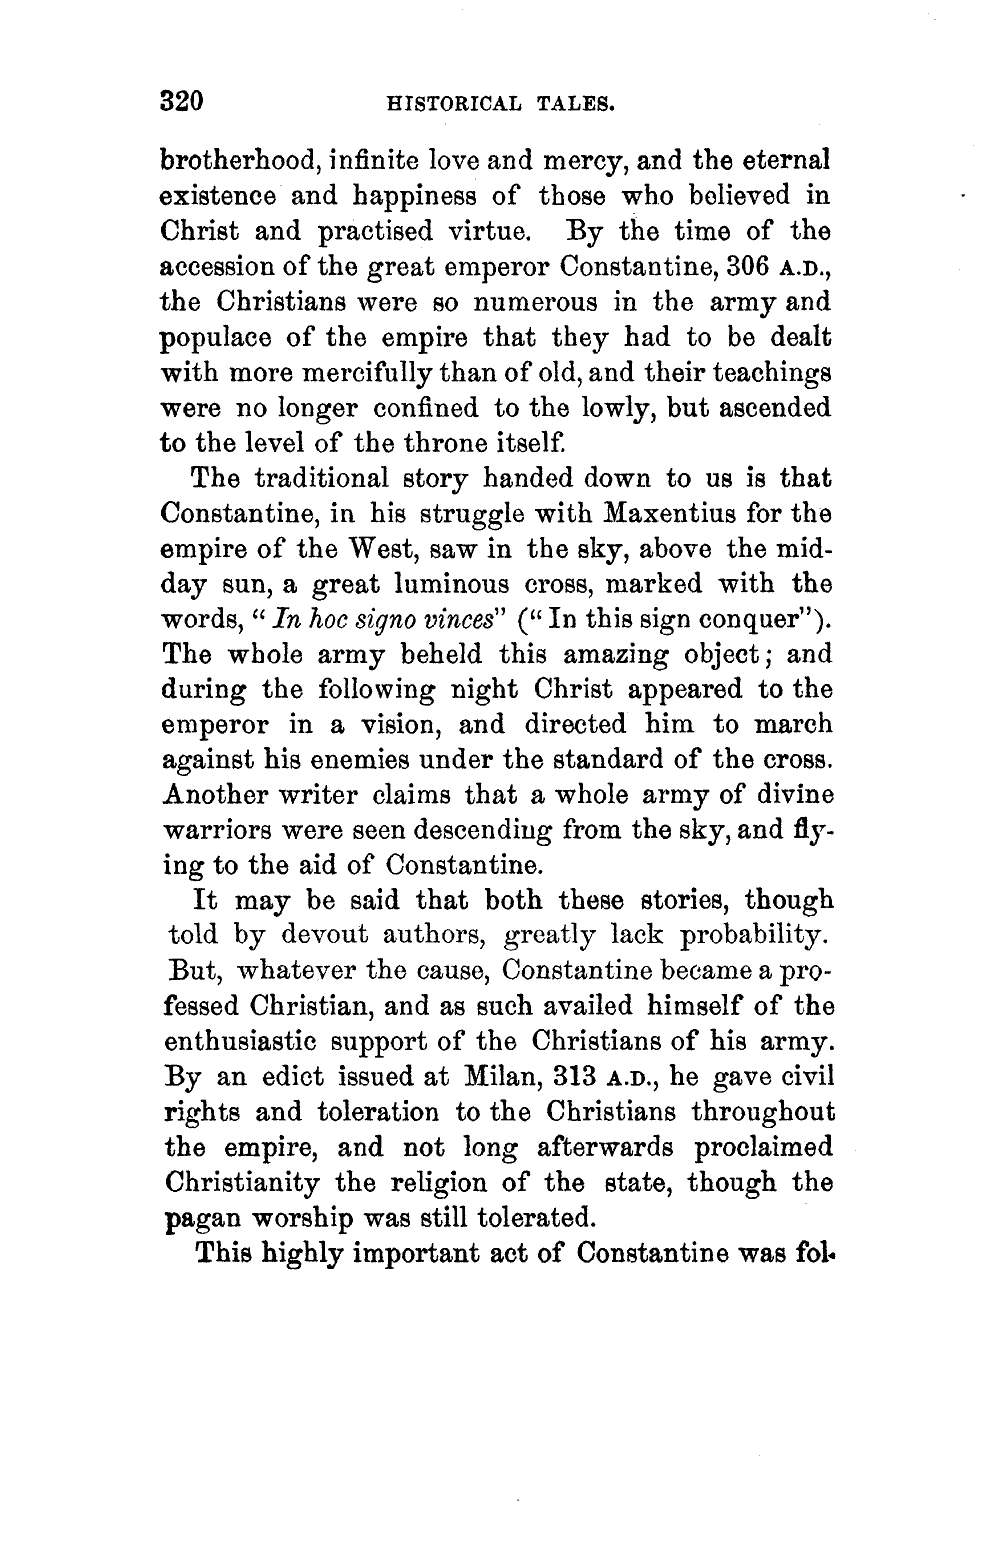 320 HISTORICAL TALES.
brotherhood, infinite love and mercy, and the eternal
existence and happiness of those who believed in
Christ and practised virtue. By the time of the
accession of the great emperor Constantine, 306 A.D.,
the Christians were so numerous in the army and
populace of the empire that they had to be dealt
with more mercifully than of old, and their teachings
were no longer confined to the lowly, but ascended
to the level of the throne itself.
The traditional story handed down to us is that
Constantine, in his struggle with Maxentius for the
empire of the West, saw in the sky, above the mid-
day sun, a great luminous cross, marked with the
words, “In hoc signo vinces” (“In this sign conquer”).
The whole army beheld this amazing object; and
during the following night Christ appeared to the
emperor in a vision, and directed him to march
against his enemies under the standard of the cross.
Another writer claims that a whole army of divine
warriors were seen descending from the sky, and fly-
ing to the aid of Constantine.
It may be said that both these stories, though
told by devout authors, greatly lack probability.
But, whatever the cause, Constantine became a pro-
fessed Christian, and as such availed himself of the
enthusiastic support of the Christians of his army.
By an edict issued at Milan, 313 A.D., he gave civil
rights and toleration to the Christians throughout
the empire, and not long afterwards proclaimed
Christianity the religion of the state, though the
pagan worship was still tolerated.
This highly important act of Constantine was fol-